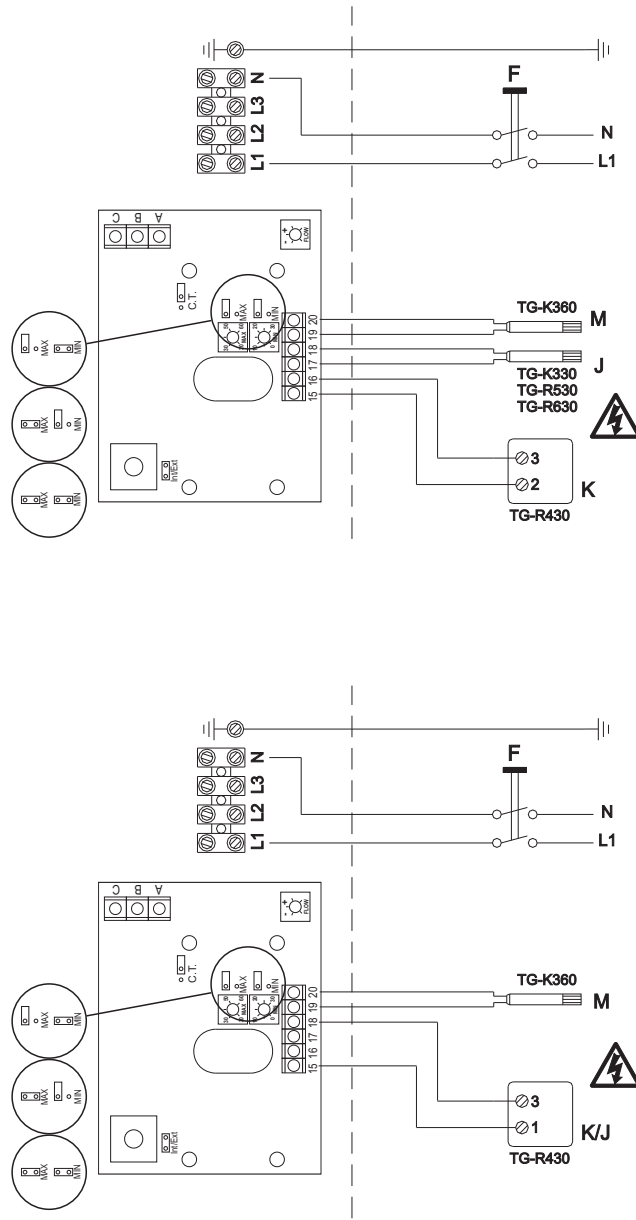 F
N
L3
L2
L1
N
L1
C B A
+
-
FLOW
C.T.
MAX MIN
20
19
18
17
16
15
MAX MIN
MAX MIN
MAX MIN
Int/Ext
TG-K360
M
J
TG-K330
TG-R530
TG-R630
3
2
K
TG-R430
F
N
L3
L2
L1
N
L1
C B A
+
-
FLOW
C.T.
MAX MIN
20
19
18
17
16
15
MAX MIN
MAX MIN
MAX MIN
Int/Ext
TG-K360
M
3
1
K/J
TG-R430